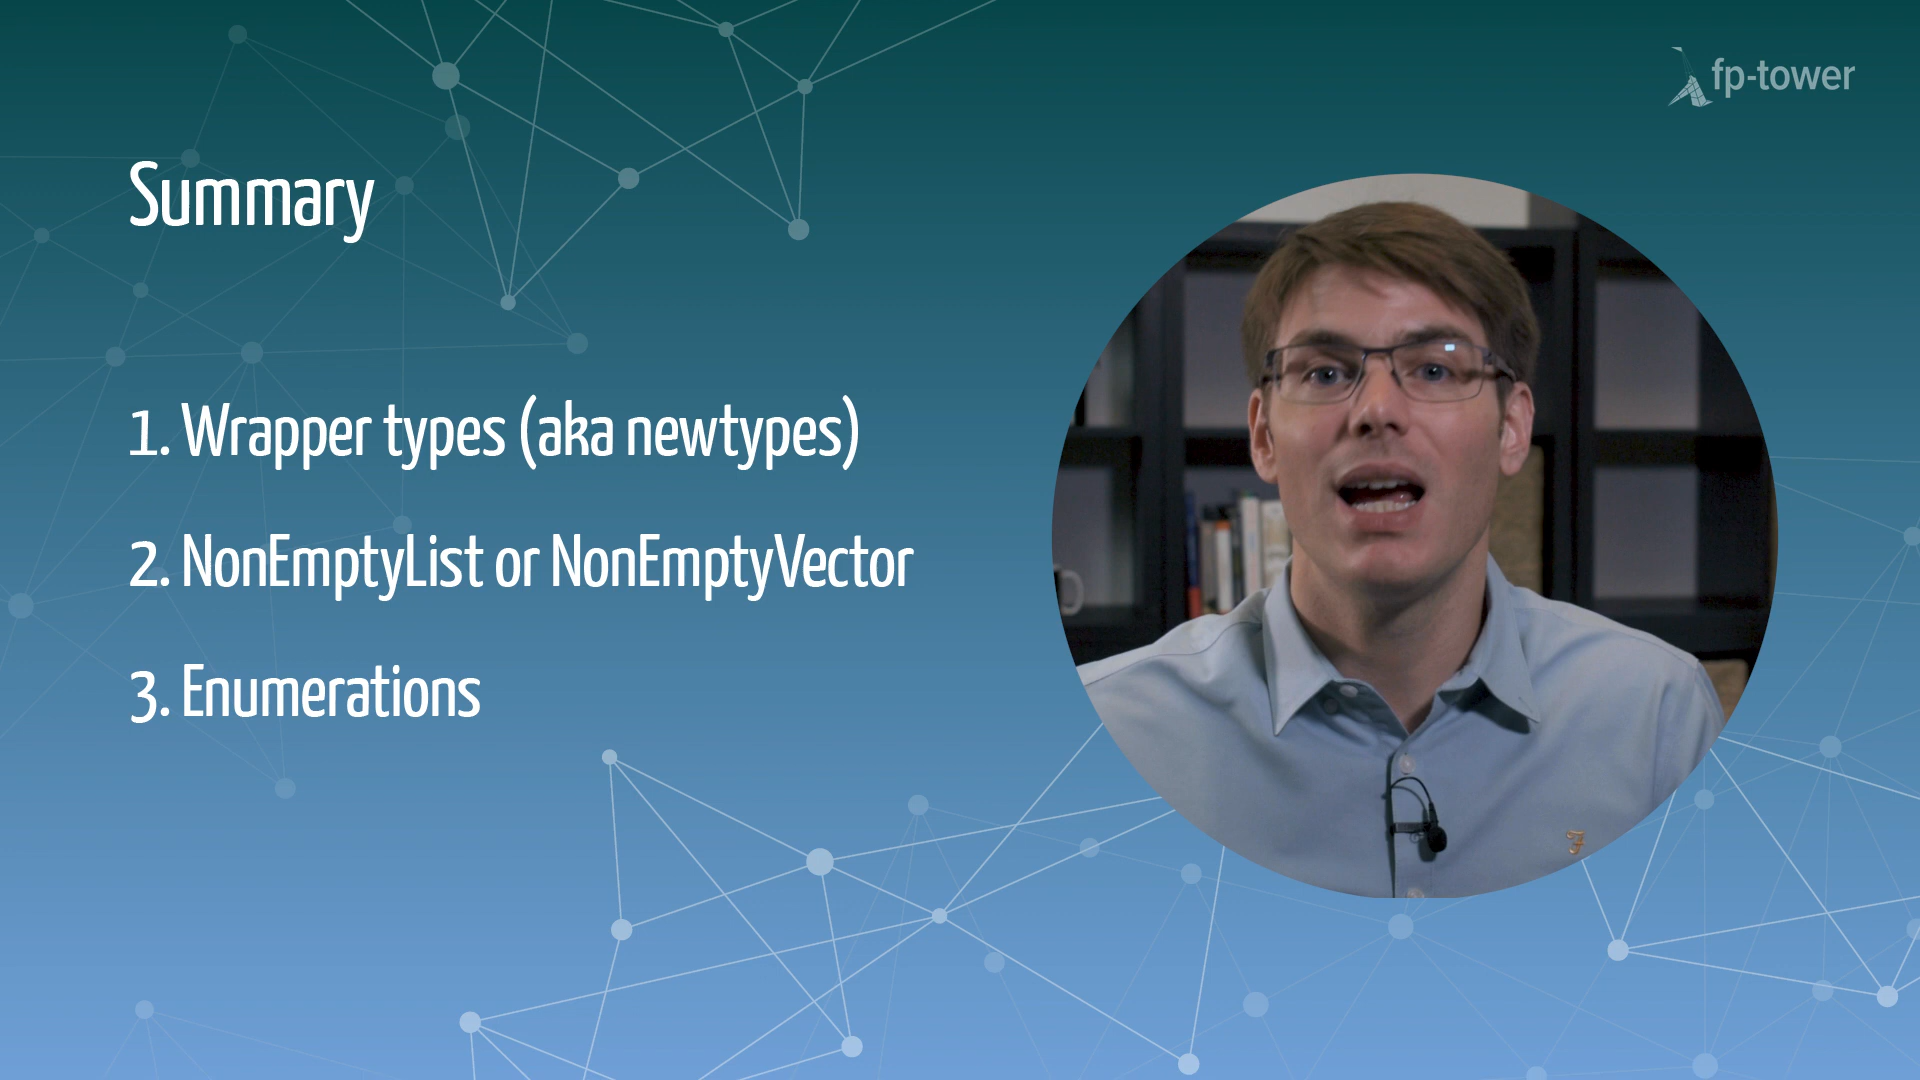 fp-tower
Summary
1. Wrapper types (aka newtypes)
2. NonEmptyList or NonEmptyVector
3. Enumerations